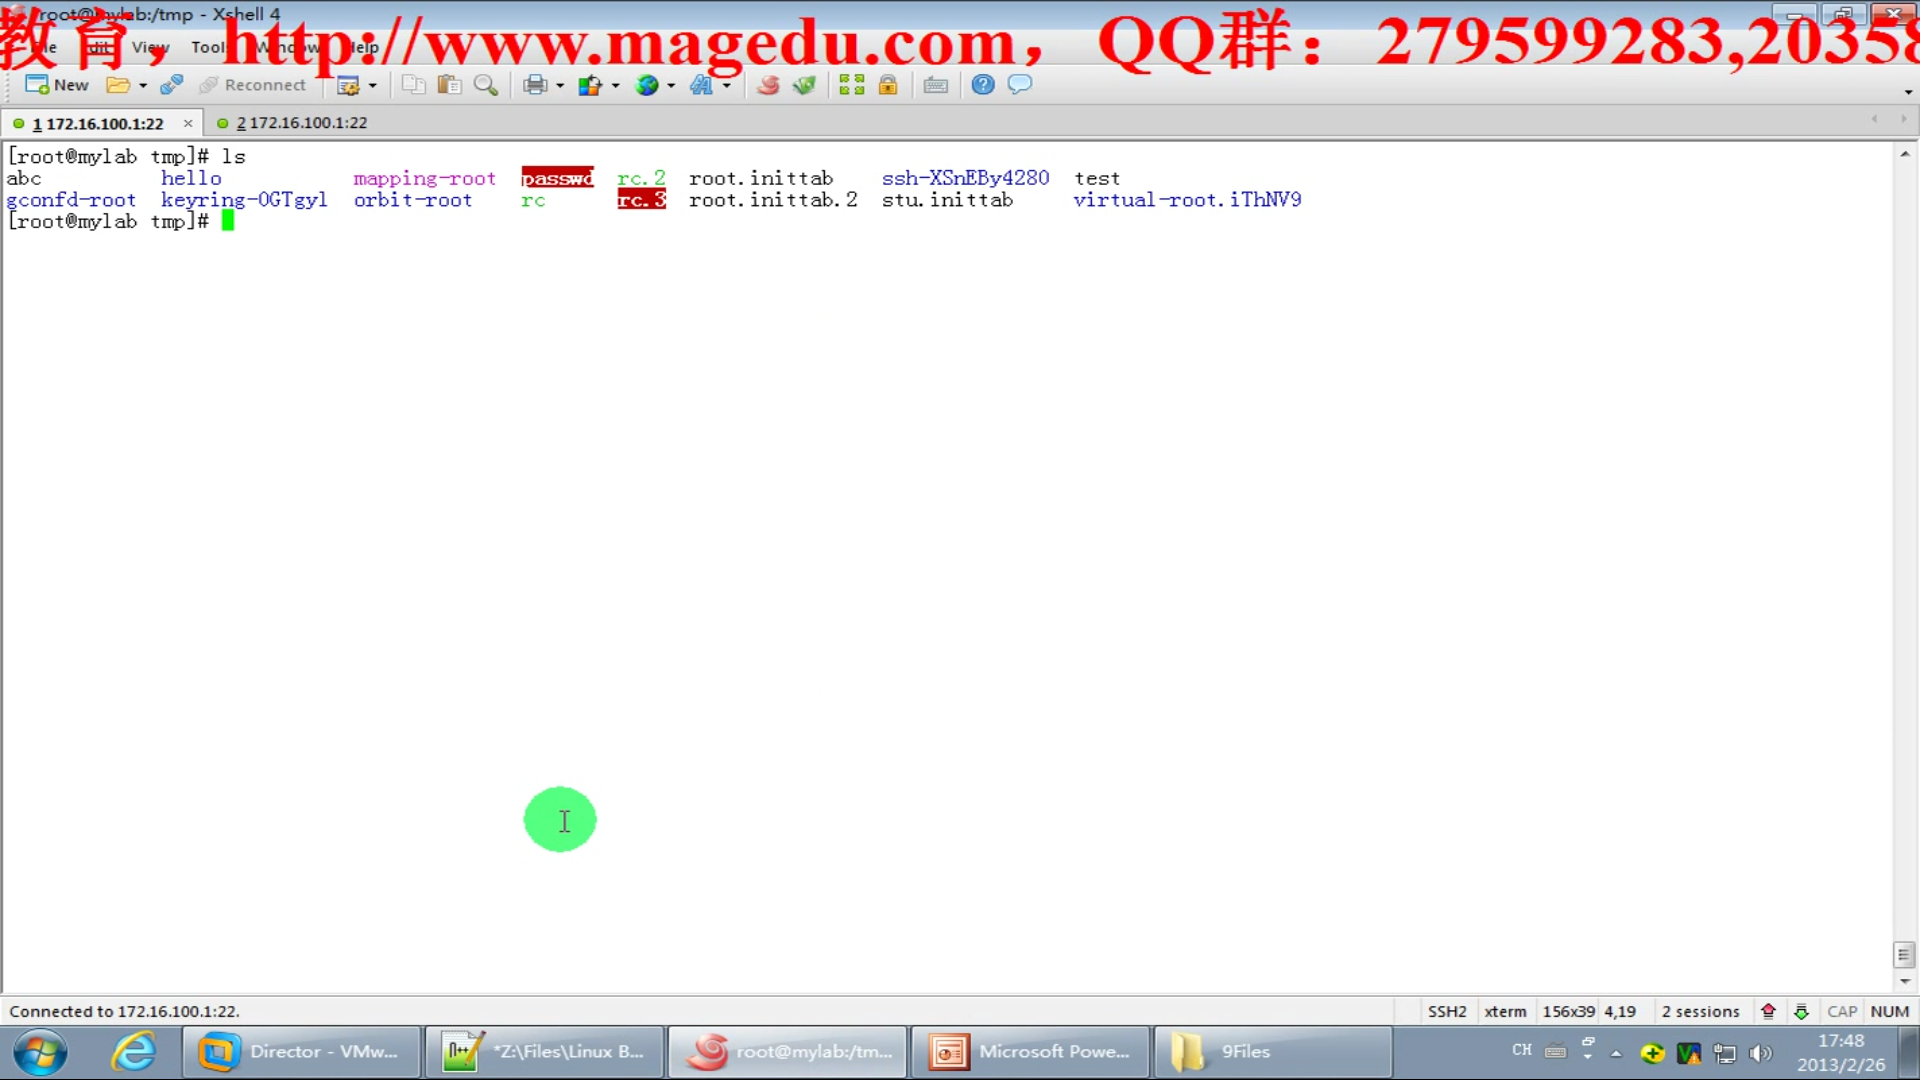 root@mylab:/tmp - Xshell 4
教育，http://www.magedu.com，QQ群：279599283,20358
View Tools Window Help
New Reconnect
1 172.16.100.1:22 × 2 172.16.100.1:22
[root@mylab tmp]# ls
abc hello mapping-root passwd rc.2 root.inittab ssh-XSnEBy4280 test
gconfd-root keyring-OGTgyl orbit-root rc rc.3 root.inittab.2 stu.inittab virtual-root.iThNV9
[root@mylab tmp]#
Connected to 172.16.100.1:22. SSH2 xterm 156x39 4,19 2 sessions CAP NUM
Director - VMw... *Z:\Files\Linux B... root@mylab:/tm... Microsoft Powe... 9Files CH 17:48
2013/2/26